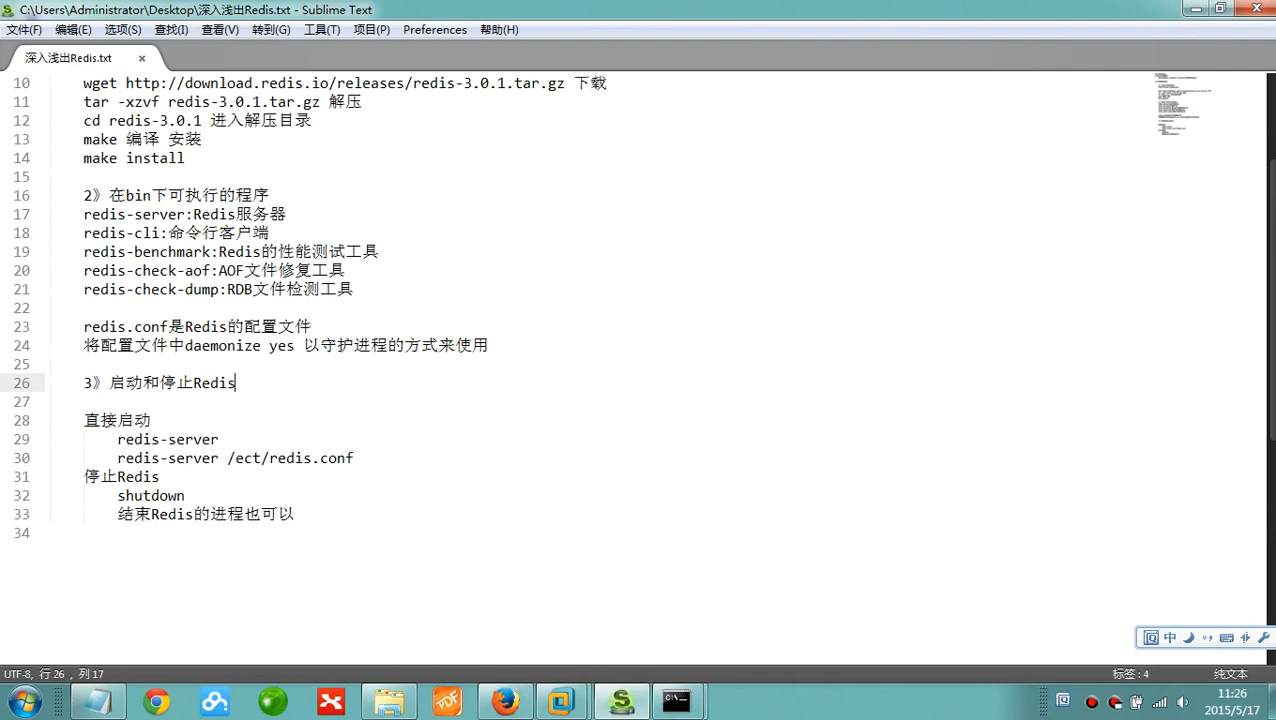 C:\Users\Administrator\Desktop\深入浅出Redis.txt - Sublime Text
文件(F) 编辑(E) 选项(S) 查找(I) 查看(V) 转到(G) 工具(T) 项目(P) Preferences 帮助(H)
深入浅出Redis.txt ×
10 wget http://download.redis.io/releases/redis-3.0.1.tar.gz 下载
11 tar -xzvf redis-3.0.1.tar.gz 解压
12 cd redis-3.0.1 进入解压目录
13 make 编译 安装
14 make install
15
16 2》在bin下可执行的程序
17 redis-server:Redis服务器
18 redis-cli:命令行客户端
19 redis-benchmark:Redis的性能测试工具
20 redis-check-aof:AOF文件修复工具
21 redis-check-dump:RDB文件检测工具
22
23 redis.conf是Redis的配置文件
24 将配置文件中daemonize yes 以守护进程的方式来使用
25
26 3》启动和停止Redis
27
28 直接启动
29 redis-server
30 redis-server /ect/redis.conf
31 停止Redis
32 shutdown
33 结束Redis的进程也可以
34
中
UTF-8, 行 26 , 列 17 标签 : 4 纯文本
PDF
C:\
11:26
2015/5/17